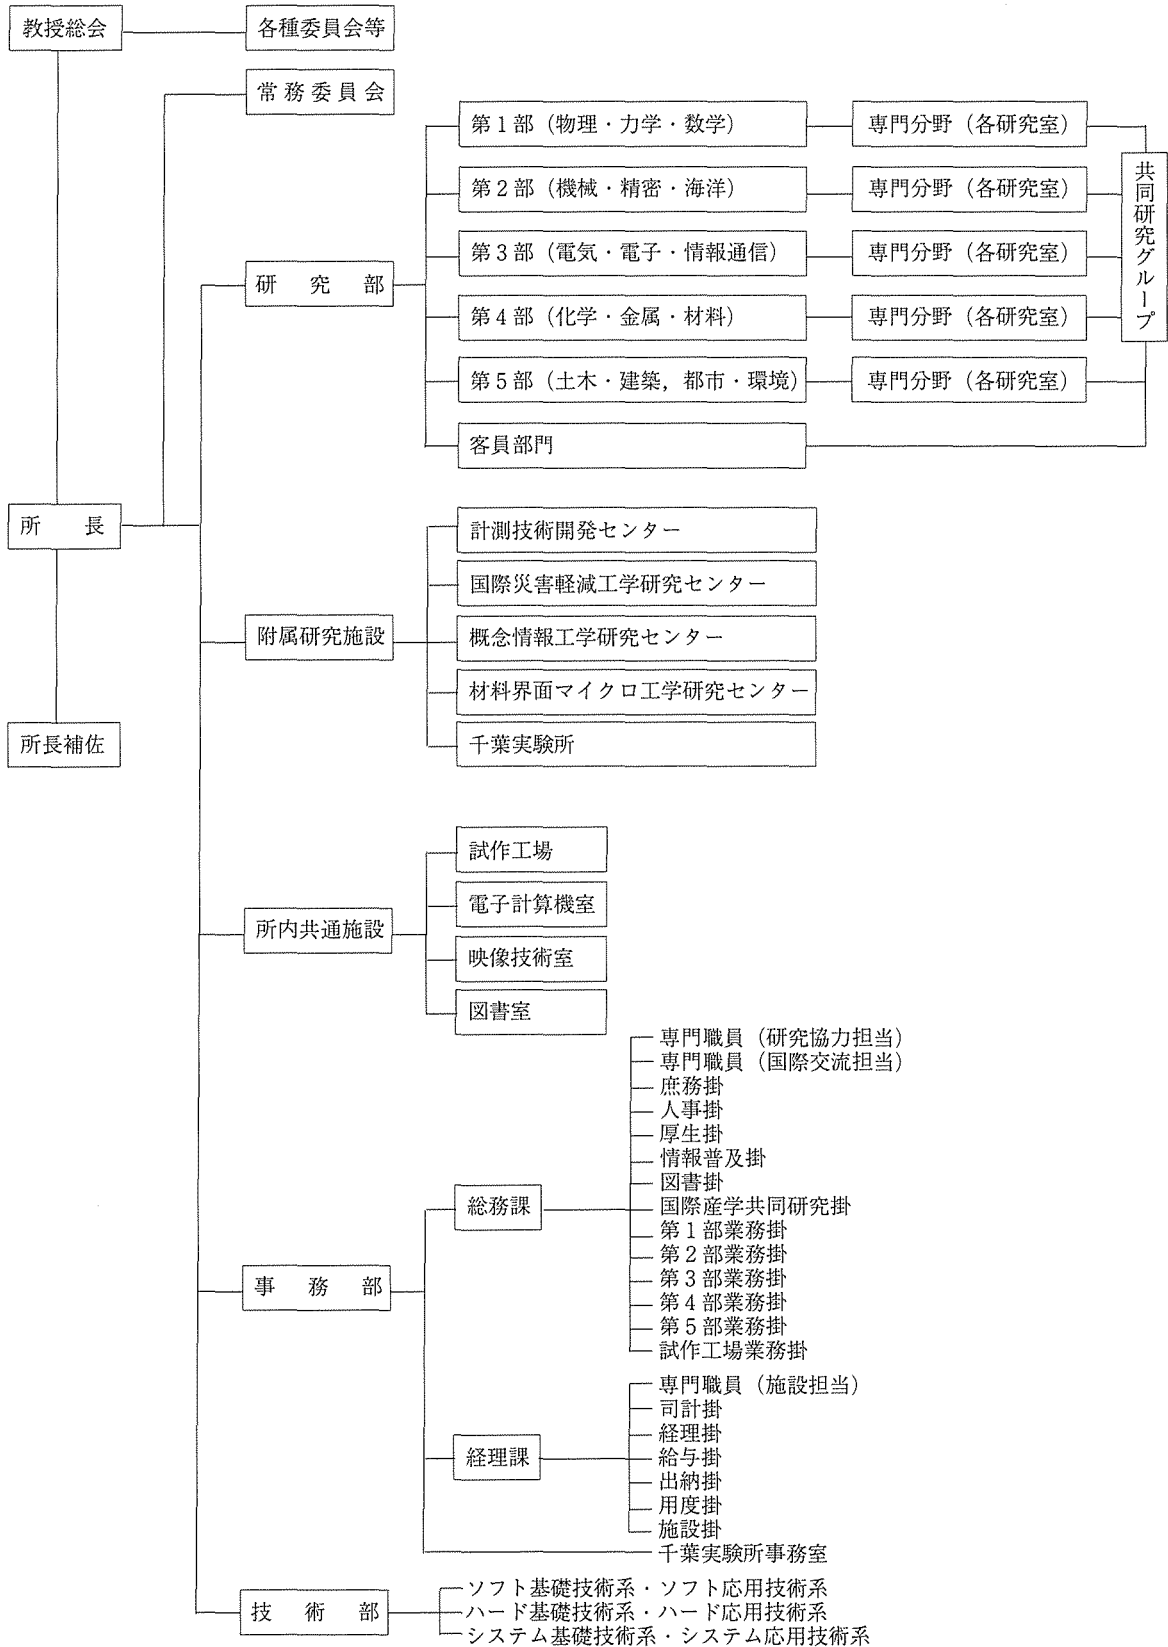 教授総会
各種委員会等
常務委員会
第1部（物理・力学・数学）
専門分野（各研究室）
第2部（機械・精密・海洋）
専門分野（各研究室）
第3部（電気・電子・情報通信）
専門分野（各研究室）
第4部（化学・金属・材料）
専門分野（各研究室）
第5部（土木・建築，都市・環境）
専門分野（各研究室）
客員部門
共同研究グループ
研究部
所長
計測技術開発センター
国際災害軽減工学研究センター
概念情報工学研究センター
材料界面マイクロ工学研究センター
千葉実験所
附属研究施設
所長補佐
試作工場
電子計算機室
映像技術室
図書室
所内共通施設
専門職員（研究協力担当）
専門職員（国際交流担当）
庶務掛
人事掛
厚生掛
情報普及掛
図書掛
総務課
国際産学共同研究掛
第1部業務掛
第2部業務掛
第3部業務掛
第4部業務掛
第5部業務掛
試作工場業務掛
事務部
専門職員（施設担当）
司計掛
経理掛
経理課
給与掛
出納掛
用度掛
施設掛
千葉実験所事務室
技術部
ソフト基礎技術系・ソフト応用技術系
ハード基礎技術系・ハード応用技術系
システム基礎技術系・システム応用技術系